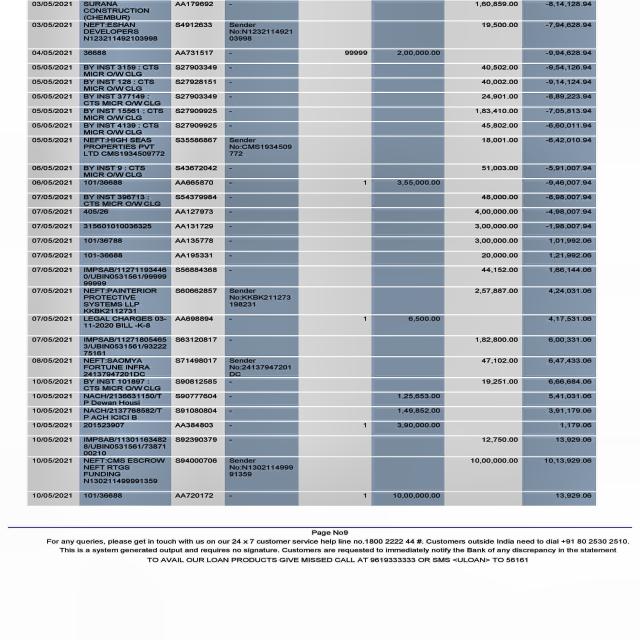 03/05/2021 SURANA CONSTRUCTION (CHEMBUR) AA179692 - 1,60,859.00 -8,14,128.94
03/05/2021 NEFT:ESHAN DEVELOPERS N123211492103998 S4912633 Sender No:N123211492103998 19,500.00 -7,94,628.94
04/05/2021 36688 AA731517 - 99999 2,00,000.00 -9,94,628.94
05/05/2021 BY INST 3159 : CTS MICR O/W CLG S27903349 - 40,502.00 -9,54,126.94
05/05/2021 BY INST 128 : CTS MICR O/W CLG S27928151 - 40,002.00 -9,14,124.94
05/05/2021 BY INST 377149 : CTS MICR O/W CLG S27903349 - 24,901.00 -8,89,223.94
05/05/2021 BY INST 15561 : CTS MICR O/W CLG S27909925 - 1,83,410.00 -7,05,813.94
05/05/2021 BY INST 4139 : CTS MICR O/W CLG S27909925 - 45,802.00 -6,60,011.94
05/05/2021 NEFT:HIGH SEAS PROPERTIES PVT LTD CMS1934509772 S35586867 Sender No:CMS1934509772 18,001.00 -6,42,010.94
06/05/2021 BY INST 9 : CTS MICR O/W CLG S43672042 - 51,003.00 -5,91,007.94
06/05/2021 101/36688 AA665870 - 1 3,55,000.00 -9,46,007.94
07/05/2021 BY INST 396713 : CTS MICR O/W CLG S54379984 - 48,000.00 -8,98,007.94
07/05/2021 405/26 AA127973 - 4,00,000.00 -4,98,007.94
07/05/2021 315601010036325 AA131729 - 3,00,000.00 -1,98,007.94
07/05/2021 101/36788 AA135778 - 3,00,000.00 1,01,992.06
07/05/2021 101-36688 AA195331 - 20,000.00 1,21,992.06
07/05/2021 IMPSAB/112711934460/UBIN0531561/9999999999 S56884368 - 44,152.00 1,66,144.06
07/05/2021 NEFT:PAINTERIOR PROTECTIVE SYSTEMS LLP KKBK2112731 S60662857 Sender No:KKBK211273198231 2,57,887.00 4,24,031.06
07/05/2021 LEGAL CHARGES 03-11-2020 BILL -K-8 AA698894 - 1 6,500.00 4,17,531.06
07/05/2021 IMPSAB/112718054653/UBIN0531561/9322275161 S63120817 - 1,82,800.00 6,00,331.06
08/05/2021 NEFT:SAOMYA FORTUNE INFRA 24137947201DC S71498017 Sender No:24137947201DC 47,102.00 6,47,433.06
10/05/2021 BY INST 101897 : CTS MICR O/W CLG S90812585 - 19,251.00 6,66,684.06
10/05/2021 NACH/2136631150/TP Dewan Housi S90777604 - 1,25,653.00 5,41,031.06
10/05/2021 NACH/2137768582/TP ACH ICICI B S91080804 - 1,49,852.00 3,91,179.06
10/05/2021 201523907 AA384803 - 1 3,90,000.00 1,179.06
10/05/2021 IMPSAB/113011634828/UBIN0531561/7387100210 S92390379 - 12,750.00 13,929.06
10/05/2021 NEFT:CMS ESCROW NEFT RTGS FUNDING N130211499991359 S94000706 Sender No:N130211499991359 10,00,000.00 10,13,929.06
10/05/2021 101/36688 AA720172 - 1 10,00,000.00 13,929.06
Page No9
For any queries, please get in touch with us on our 24 x 7 customer service help line no.1800 2222 44 #. Customers outside India need to dial +91 80 2530 2510.
This is a system generated output and requires no signature. Customers are requested to immediately notify the Bank of any discrepancy in the statement
TO AVAIL OUR LOAN PRODUCTS GIVE MISSED CALL AT 9619333333 OR SMS <ULOAN> TO 56161